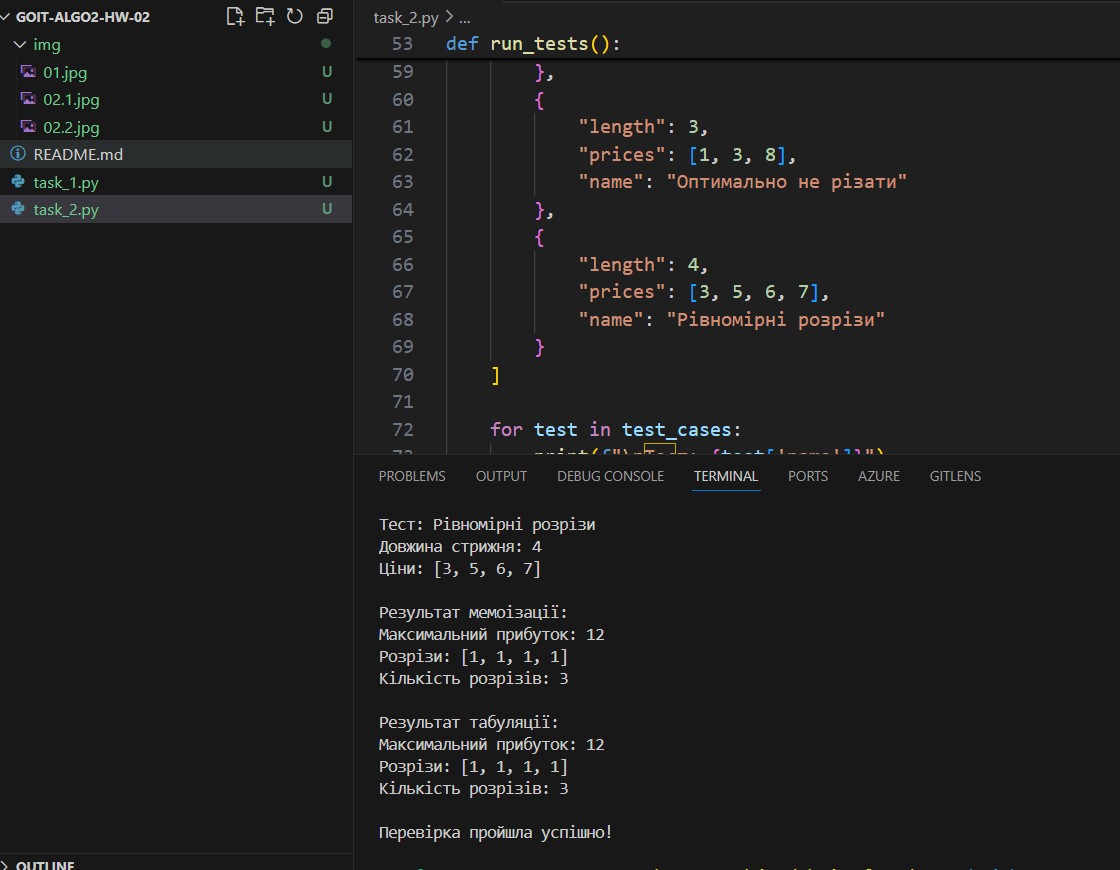 GOIT-ALGO2-HW-02
img
01.jpg U
02.1.jpg U
02.2.jpg U
README.md
task_1.py U
task_2.py U
OUTLINE
task_2.py > ...
53 def run_tests():
59 },
60 {
61 "length": 3,
62 "prices": [1, 3, 8],
63 "name": "Оптимально не різати"
64 },
65 {
66 "length": 4,
67 "prices": [3, 5, 6, 7],
68 "name": "Рівномірні розрізи"
69 }
70 ]
71
72 for test in test_cases:
73 print(f"\nТест: {test['name']}")
PROBLEMS OUTPUT DEBUG CONSOLE TERMINAL PORTS AZURE GITLENS
Тест: Рівномірні розрізи
Довжина стрижня: 4
Ціни: [3, 5, 6, 7]
Результат мемоізації:
Максимальний прибуток: 12
Розрізи: [1, 1, 1, 1]
Кількість розрізів: 3
Результат табуляції:
Максимальний прибуток: 12
Розрізи: [1, 1, 1, 1]
Кількість розрізів: 3
Перевірка пройшла успішно!